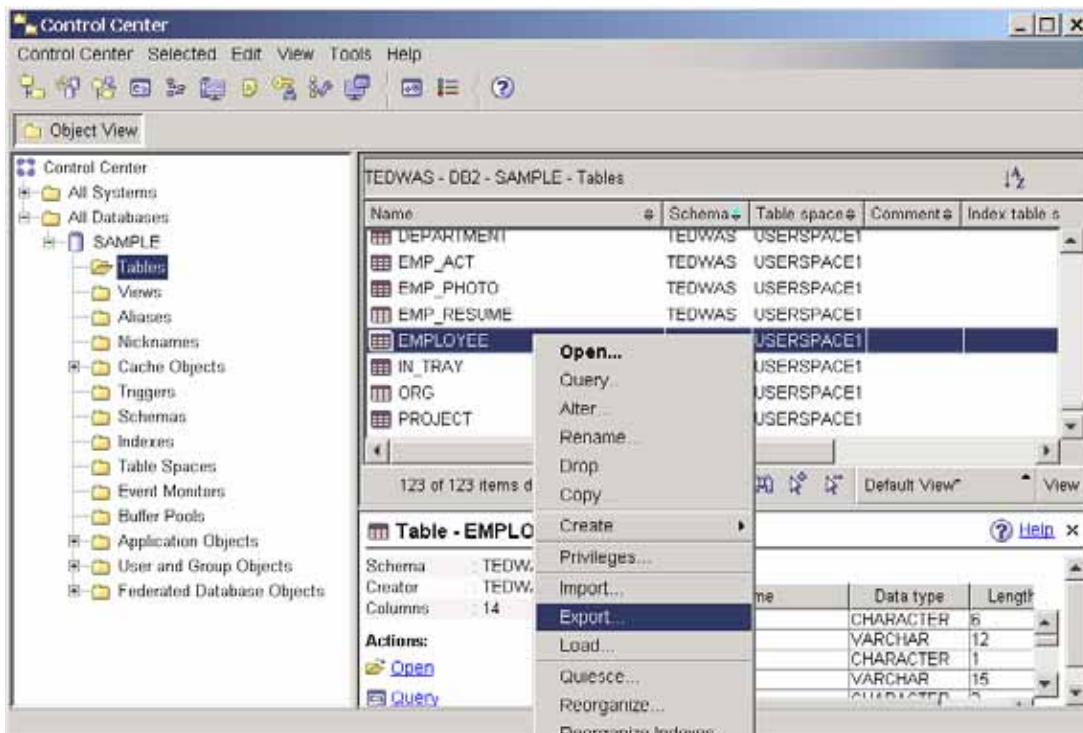 Control Center
Control Center Selected Edit View Tools Help
Object View
Control Center
All Systems
All Databases
SAMPLE
Tables
Views
Aliases
Nicknames
Cache Objects
Triggers
Schemas
Indexes
Table Spaces
Event Monitors
Buffer Pools
Application Objects
User and Group Objects
Federated Database Objects
TEDWAS - DB2 - SAMPLE - Tables
Name Schema Table space Comment Index table s
DEPARTMENT TEDWAS USERSPACE1
EMP_ACT TEDWAS USERSPACE1
EMP_PHOTO TEDWAS USERSPACE1
EMP_RESUME TEDWAS USERSPACE1
EMPLOYEE USERSPACE1
IN_TRAY USERSPACE1
ORG USERSPACE1
PROJECT USERSPACE1
123 of 123 items d
Default View* View
Open...
Query...
Alter...
Rename...
Drop
Copy...
Create
Privileges...
Import...
Export...
Load...
Quiesce...
Reorganize...
Reorganize Indexes
Table - EMPLO
Help
Schema : TEDW
Creator : TEDW
Columns : 14
Actions:
Open
Query
me Data type Length
CHARACTER 6
VARCHAR 12
CHARACTER 1
VARCHAR 15
CHARACTER